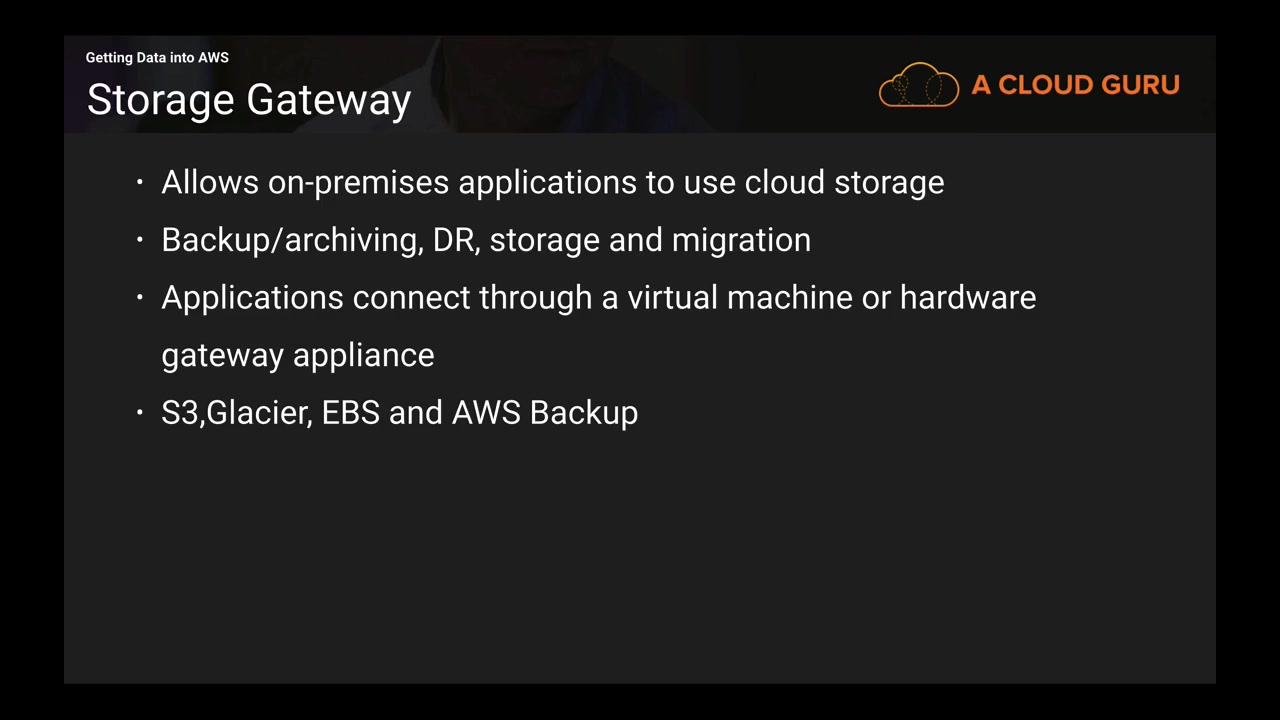 Getting Data into AWS
Storage Gateway
A CLOUD GURU
• Allows on-premises applications to use cloud storage
• Backup/archiving, DR, storage and migration
• Applications connect through a virtual machine or hardware
gateway appliance
• S3,Glacier, EBS and AWS Backup